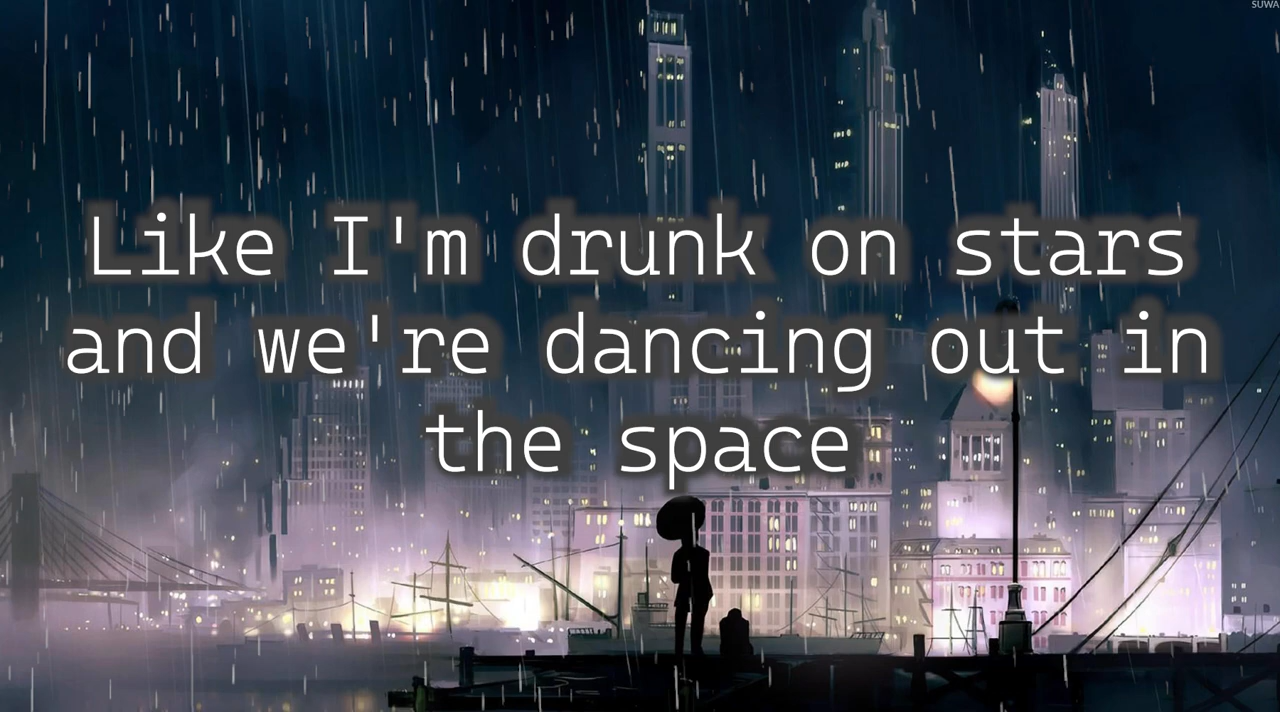 SUWA
Like I'm drunk on stars
and we're dancing out in
the space